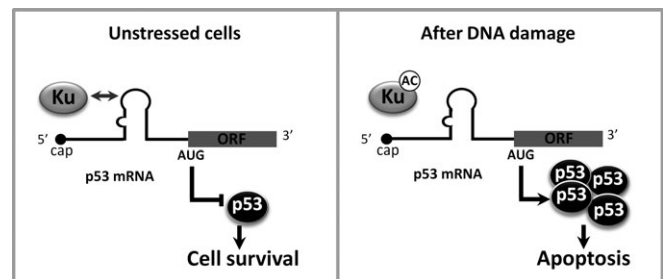 Unstressed cells
Ku
5’
cap
ORF
3’
AUG
p53 mRNA
p53
Cell survival
After DNA damage
AC
Ku
5’
cap
ORF
3’
AUG
p53 mRNA
p53
p53
p53
p53
Apoptosis